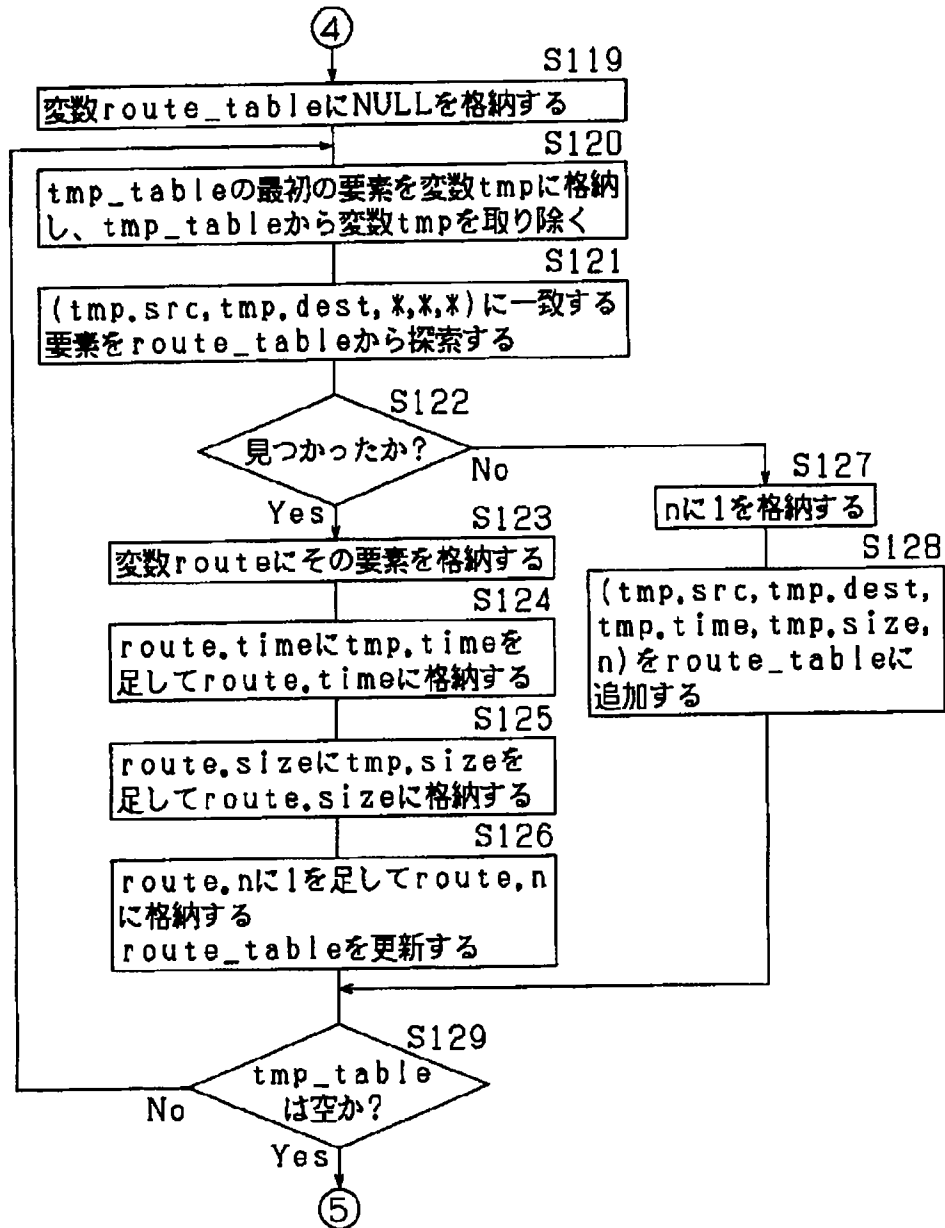 ④
S119
変数route_tableにNULLを格納する
S120
tmp_tableの最初の要素を変数tmpに格納
し、tmp_tableから変数tmpを取り除く
S121
(tmp.src,tmp.dest,*,*,*)に一致する
要素をroute_tableから探索する
S122
見つかったか?
No
Yes
S123
変数routeにその要素を格納する
S124
route.timeにtmp.timeを
足してroute.timeに格納する
S125
route.sizeにtmp.sizeを
足してroute.sizeに格納する
S126
route.nに1を足してroute.n
に格納する
route_tableを更新する
S127
nに1を格納する
S128
(tmp.src,tmp.dest,
tmp.time,tmp.size,
n)をroute_tableに
追加する
S129
tmp_table
は空か?
No
Yes
⑤